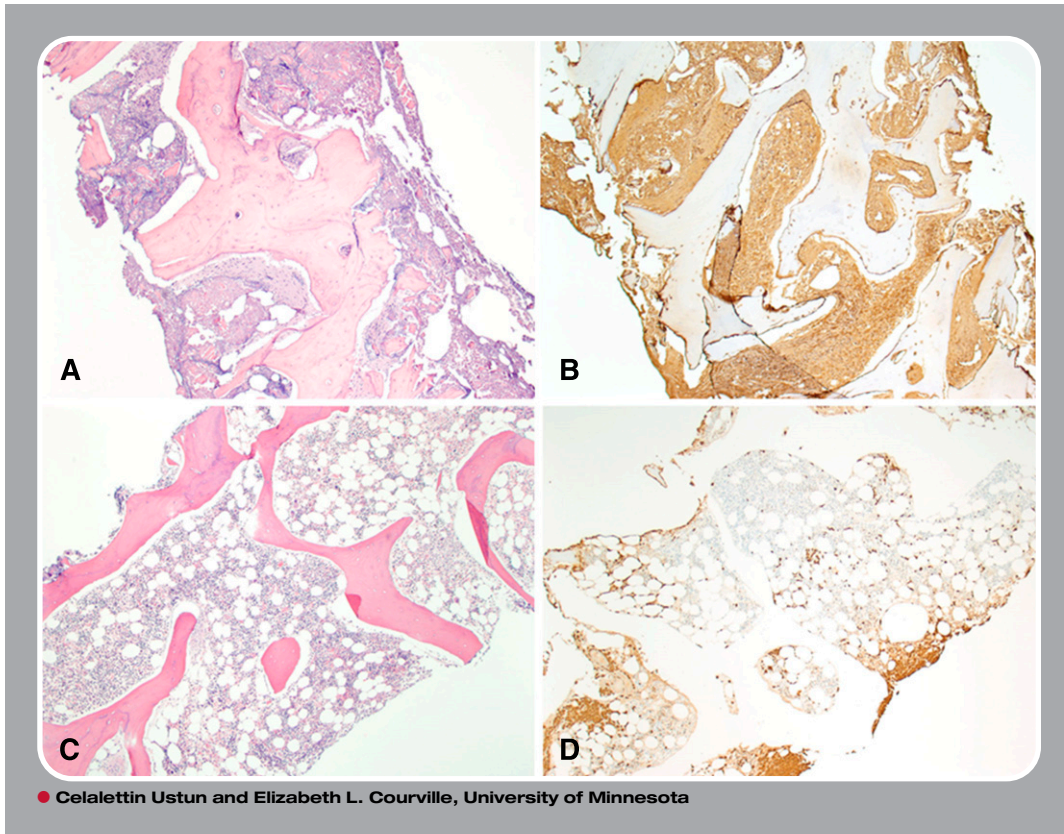 A
B
C
D
Celalettin Ustun and Elizabeth L. Courville, University of Minnesota